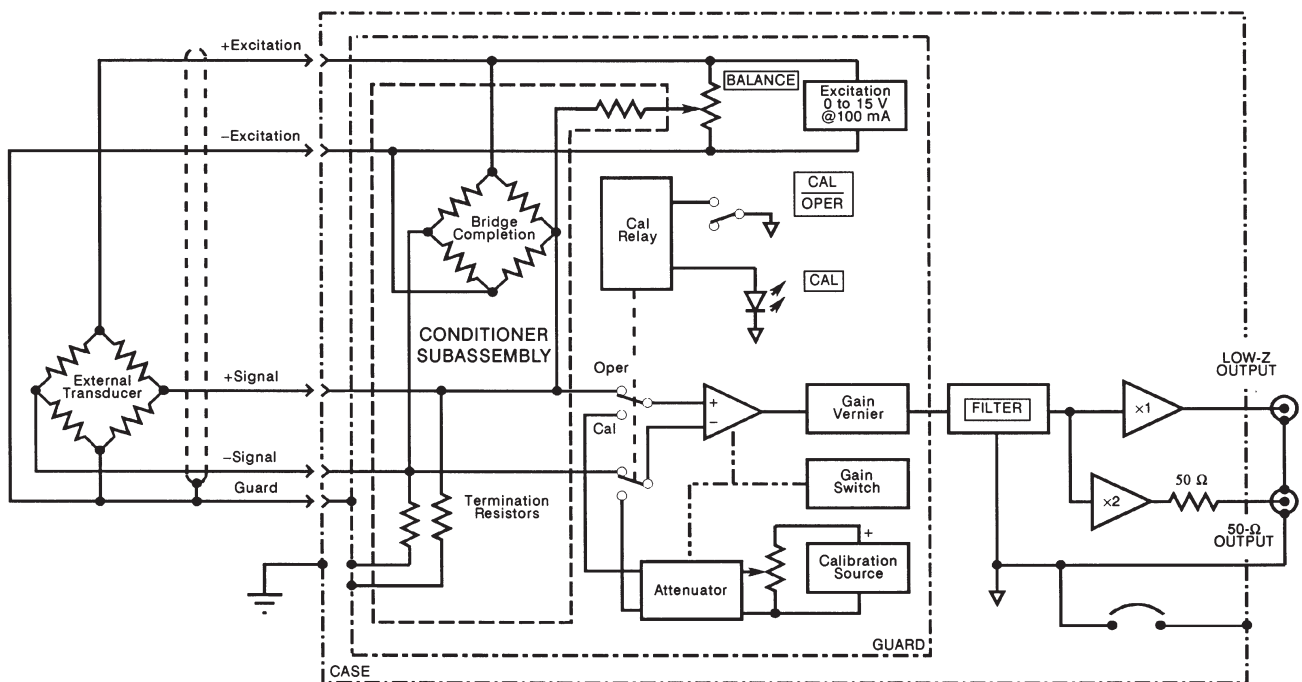 +Excitation
BALANCE
Excitation
0 to 15 V
@100 mA
−Excitation
CAL
OPER
Bridge
Completion
Cal
Relay
CAL
CONDITIONER
SUBASSEMBLY
External
Transducer
+Signal
Oper
Cal
+
−
Gain
Vernier
FILTER
×1
LOW-Z
OUTPUT
−Signal
Guard
Termination
Resistors
Gain
Switch
×2
50 Ω
50-Ω
OUTPUT
Attenuator
+
Calibration
Source
GUARD
CASE